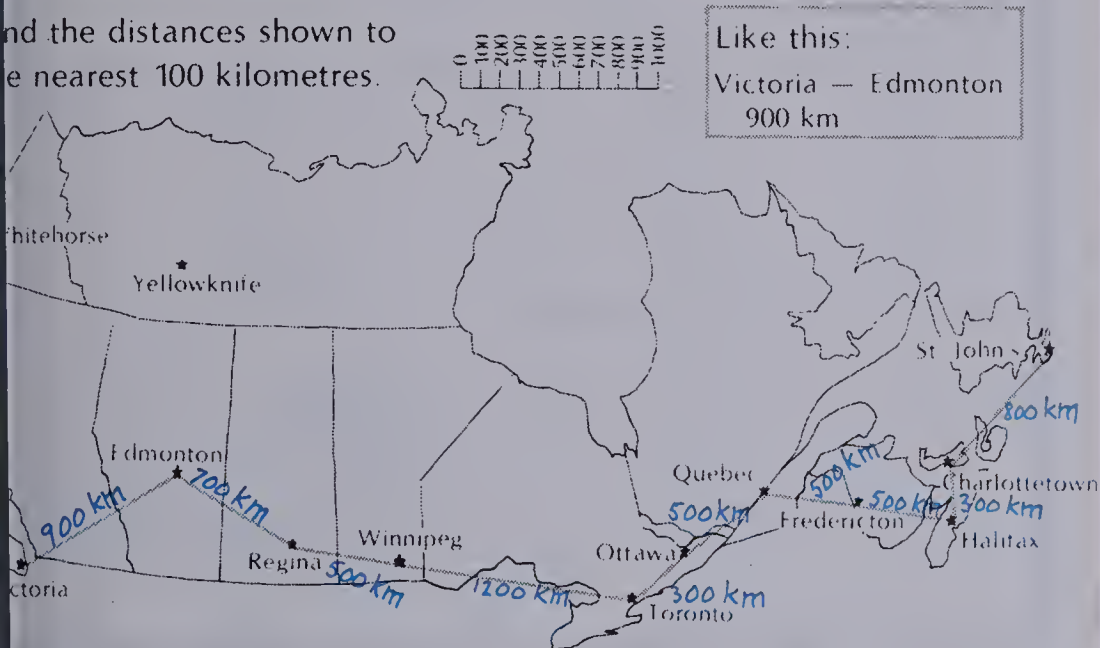 nd the distances shown to
e nearest 100 kilometres.
0 100 200 300 400 500 600 700 800 900 1000
Like this:
Victoria — Edmonton
900 km
hitehorse
Yellowknife
St John
800 km
Edmonton
700 km
900 km
Quebec
500 km
Charlottetown
500 km
500 km
300 km
Fredericton
Winnipeg
Ottawa
Halifax
Regina
500 km
ctoria
1200 km
300 km
Toronto